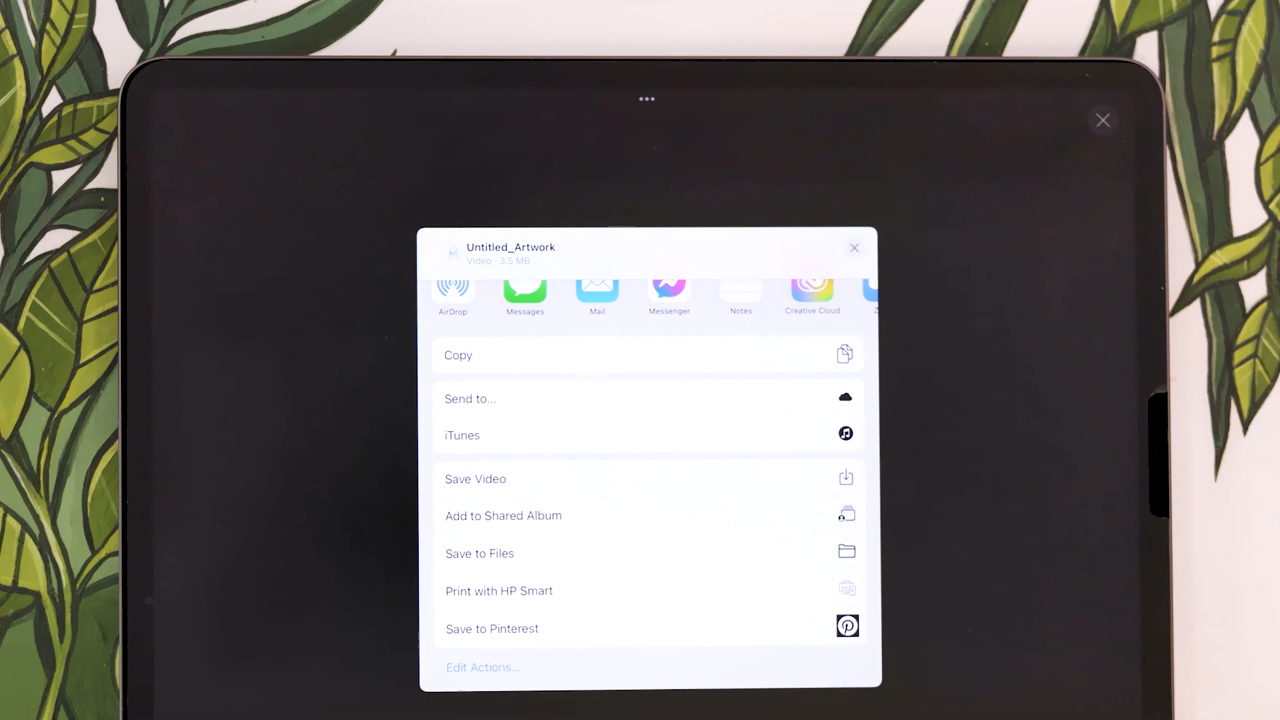 Untitled_Artwork
Video · 3.5 MB
AirDrop
Messages
Mail
Messenger
Notes
Creative Cloud
Copy
Send to...
iTunes
Save Video
Add to Shared Album
Save to Files
Print with HP Smart
Save to Pinterest
Edit Actions...